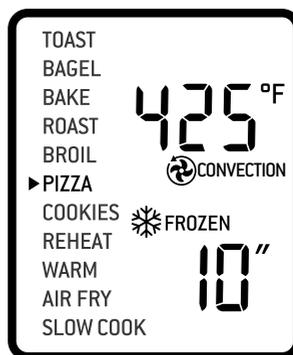 TOAST
BAGEL
BAKE
ROAST
BROIL
PIZZA
COOKIES
REHEAT
WARM
AIR FRY
SLOW COOK
425°F
CONVECTION
FROZEN
10"